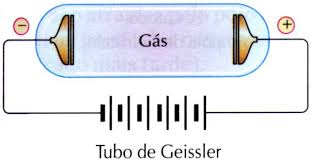 − +
Gás
Tubo de Geissler